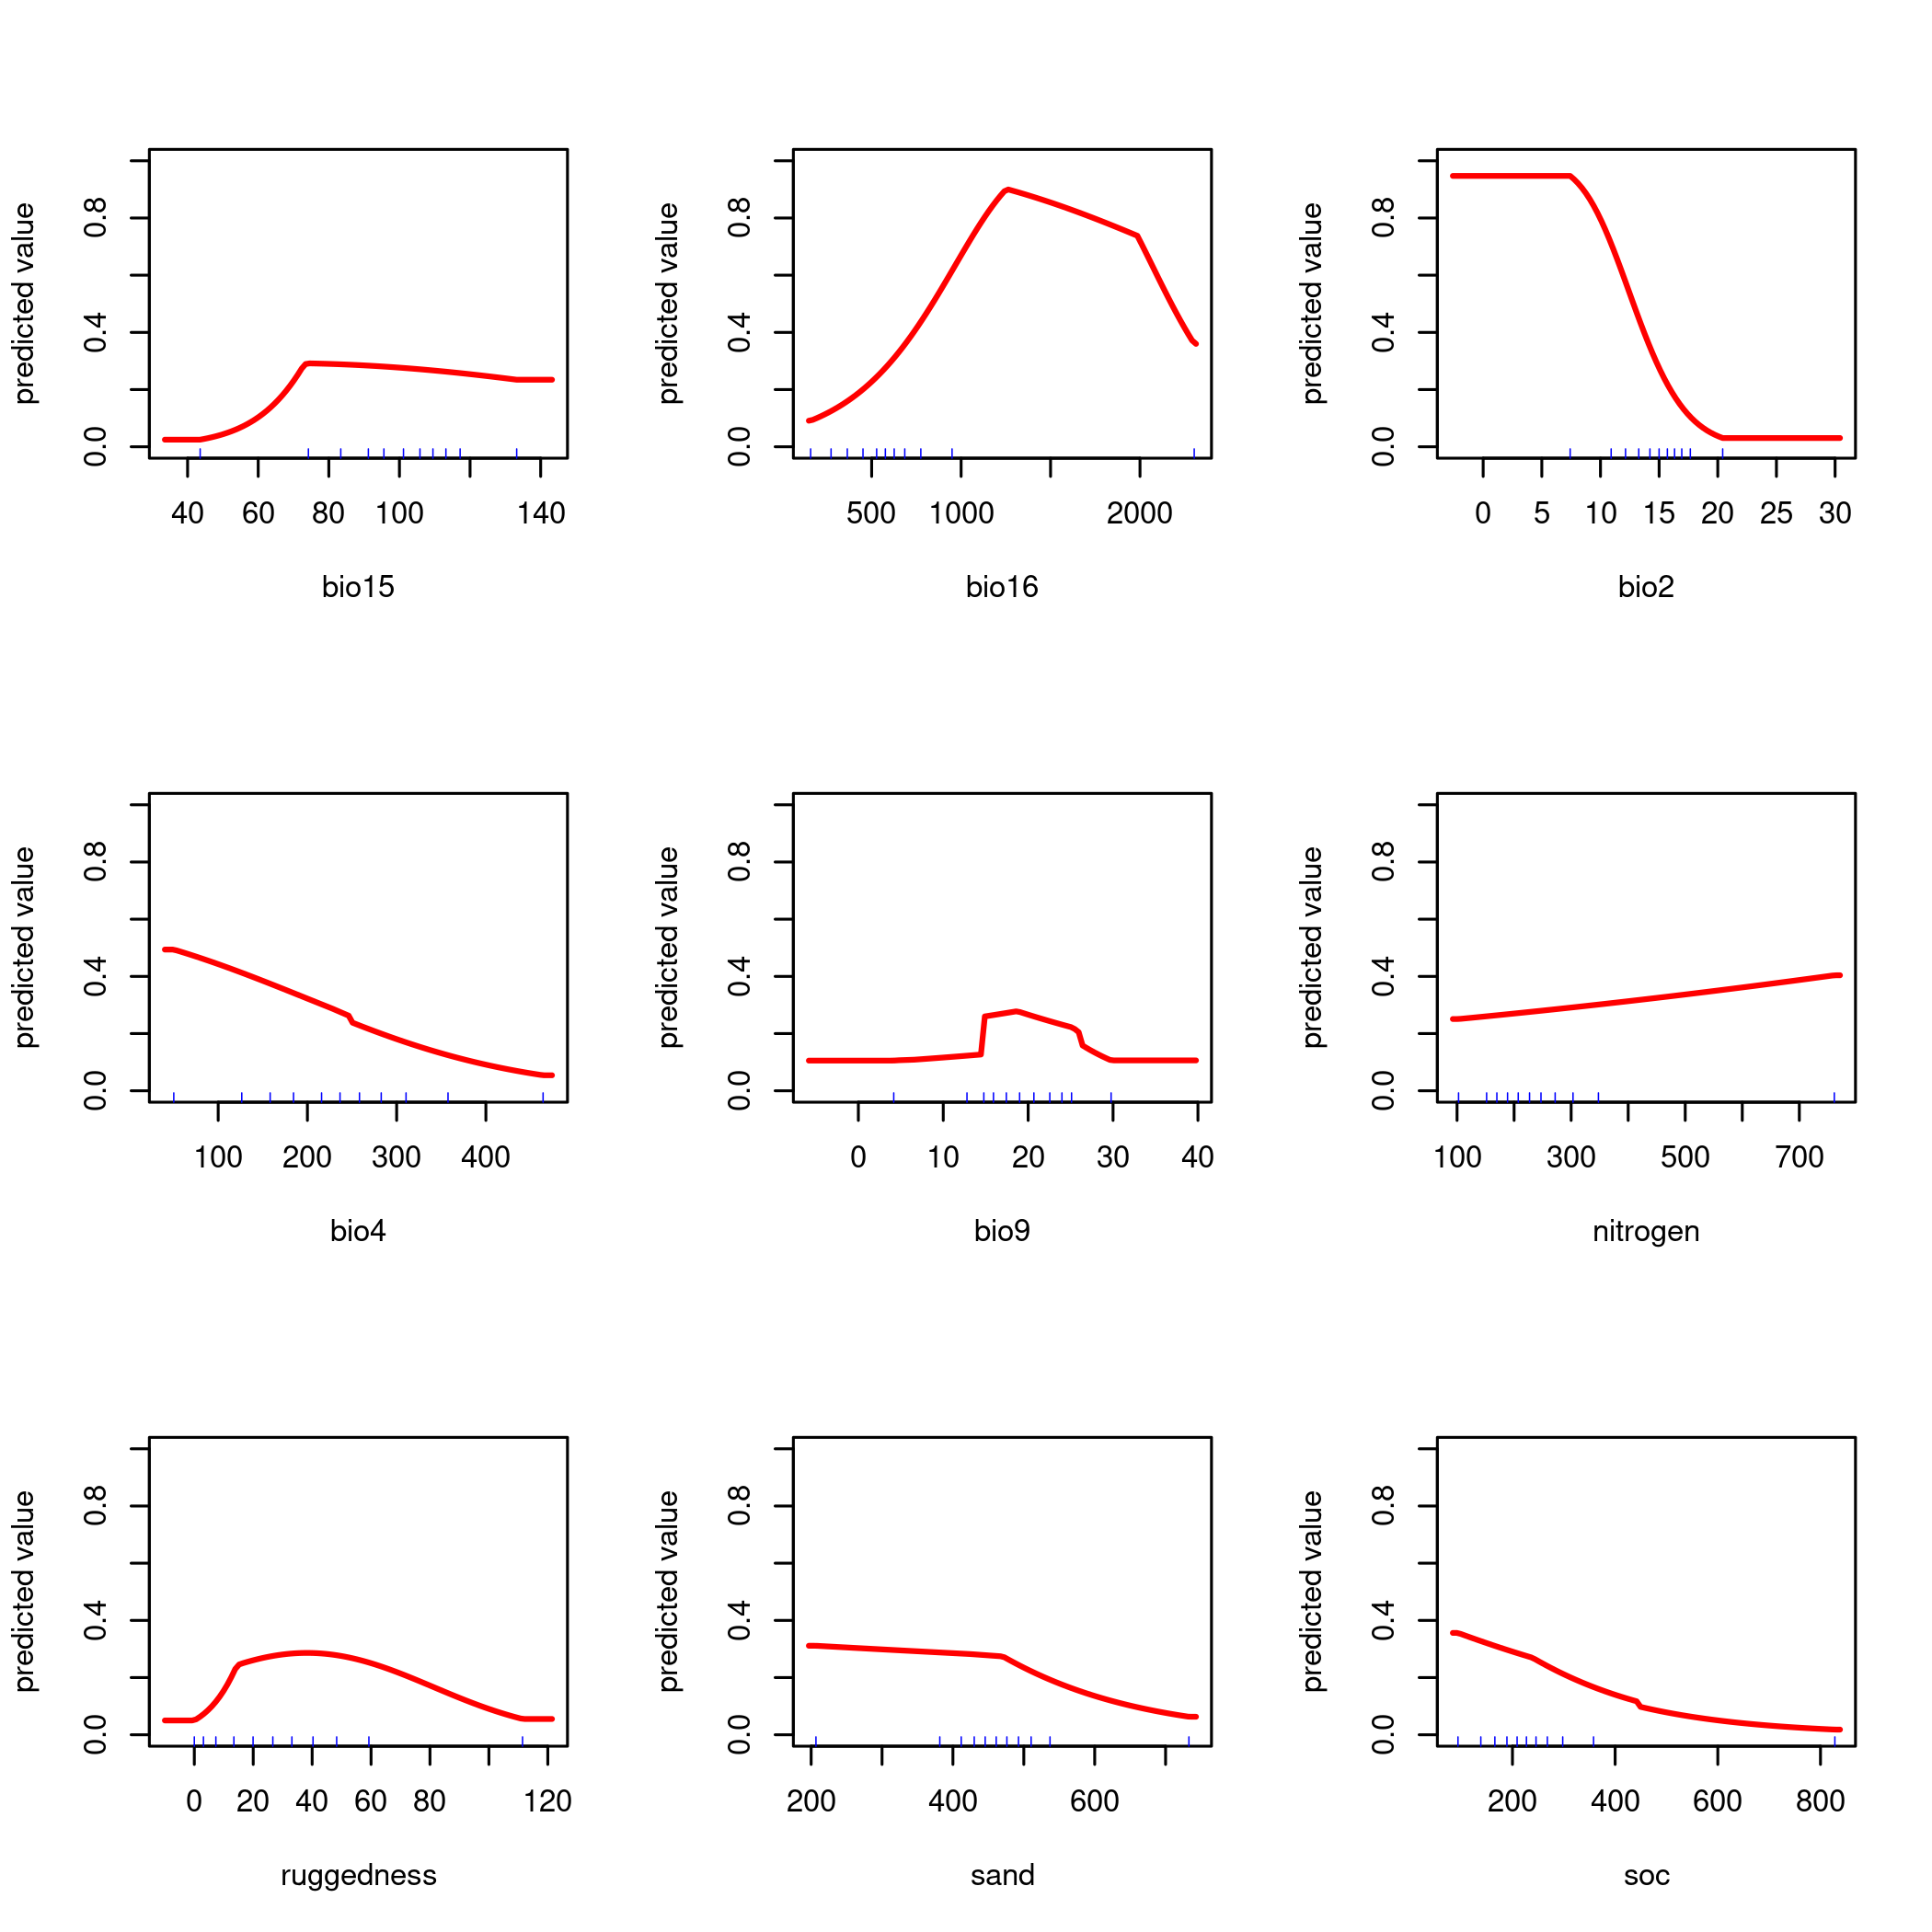 predicted value
0.0 0.4 0.8
40 60 80 100 140
bio15
predicted value
0.0 0.4 0.8
500 1000 2000
bio16
predicted value
0.0 0.4 0.8
0 5 10 15 20 25 30
bio2
predicted value
0.0 0.4 0.8
100 200 300 400
bio4
predicted value
0.0 0.4 0.8
0 10 20 30 40
bio9
predicted value
0.0 0.4 0.8
100 300 500 700
nitrogen
predicted value
0.0 0.4 0.8
0 20 40 60 80 120
ruggedness
predicted value
0.0 0.4 0.8
200 400 600
sand
predicted value
0.0 0.4 0.8
200 400 600 800
soc